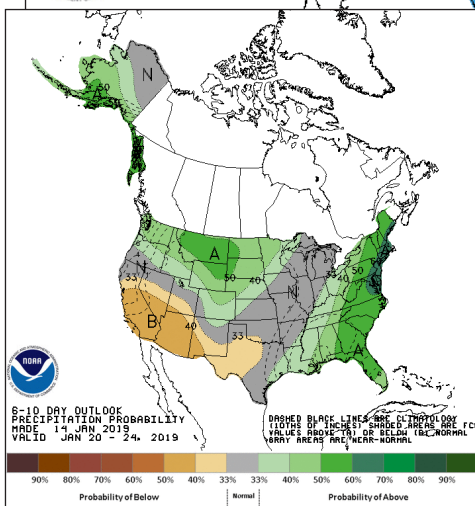 N
50
A
N
33
A
50
40
N
50
40
B
40
33
A
NOAA
6-10 DAY OUTLOOK
PRECIPITATION PROBABILITY
MADE 14 JAN 2019
VALID JAN 20 - 24, 2019
DASHED BLACK LINES ARE CLIMATOLOGY
(10THS OF INCHES) SHADED AREAS ARE FC
VALUES ABOVE (A) OR BELOW (B) NORMAL
GRAY AREAS ARE NEAR-NORMAL
90% 80% 70% 60% 50% 40% 33% 33% 40% 50% 60% 70% 80% 90%
Probability of Below Normal Probability of Above